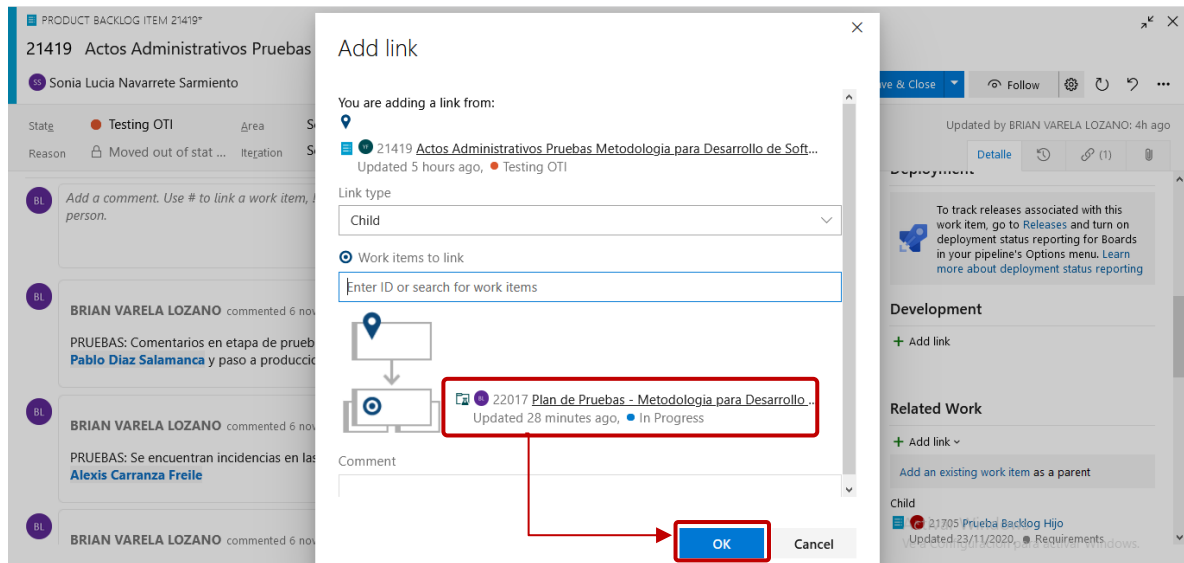 PRODUCT BACKLOG ITEM 21419*
21419 Actos Administrativos Pruebas
SS Sonia Lucia Navarrete Sarmiento
State Testing OTI Area S
Reason Moved out of stat ... Iteration S
BL Add a comment. Use # to link a work item,
person.
BL
BRIAN VARELA LOZANO commented 6 nov
PRUEBAS: Comentarios en etapa de prueb
Pablo Diaz Salamanca y paso a produccio
BL
BRIAN VARELA LOZANO commented 6 nov
PRUEBAS: Se encuentran incidencias en las
Alexis Carranza Freile
BL
BRIAN VARELA LOZANO commented 6 nov
Add link
You are adding a link from:
21419 Actos Administrativos Pruebas Metodologia para Desarrollo de Soft...
Updated 5 hours ago, Testing OTI
Link type
Child
Work items to link
Enter ID or search for work items
BL 22017 Plan de Pruebas - Metodologia para Desarrollo ...
Updated 28 minutes ago, In Progress
Comment
OK Cancel
ve & Close Follow
Updated by BRIAN VARELA LOZANO: 4h ago
Detalle (1)
Deployment
To track releases associated with this
work item, go to Releases and turn on
deployment status reporting for Boards
in your pipeline's Options menu. Learn
more about deployment status reporting
Development
+ Add link
Related Work
+ Add link
Add an existing work item as a parent
Child
21705 Prueba Backlog Hijo
Updated 23/11/2020, Requirements